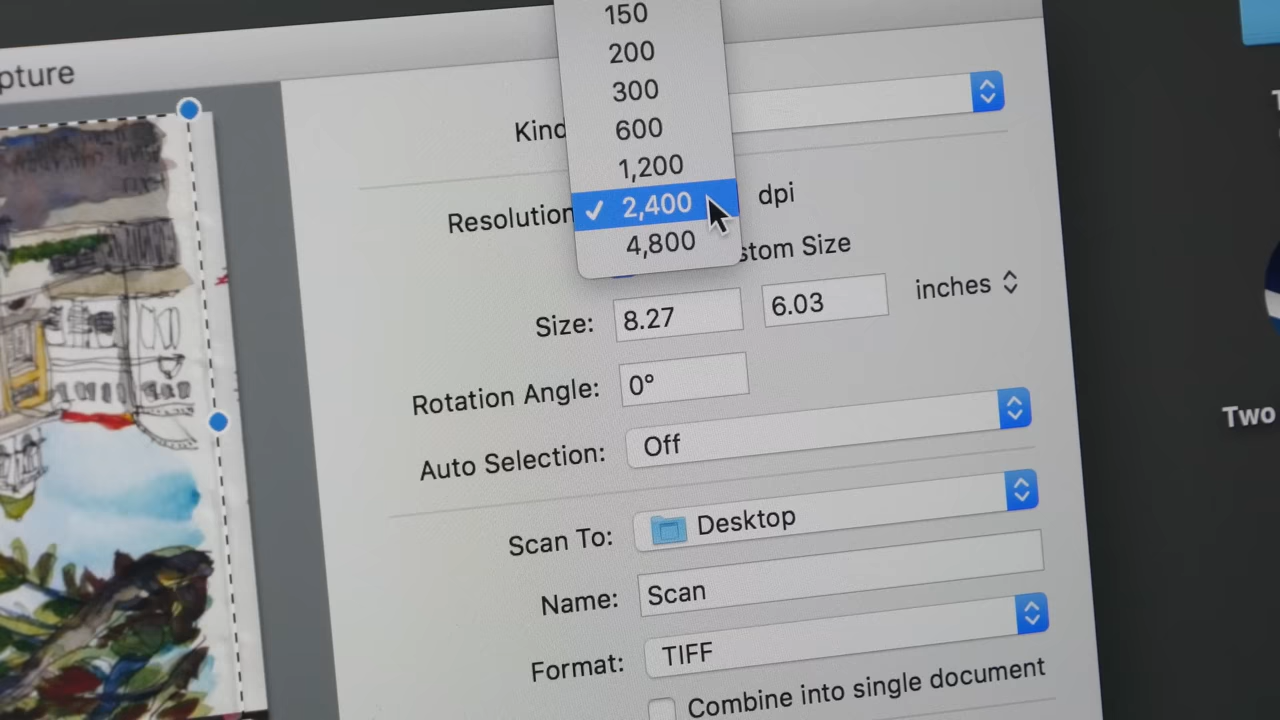 pture
150
200
300
600
1,200
✓ 2,400
4,800
Kind
Resolution
dpi
stom Size
Size: 8.27 6.03 inches
Rotation Angle: 0°
Auto Selection: Off
Scan To: Desktop
Name: Scan
Format: TIFF
Combine into single document
Two